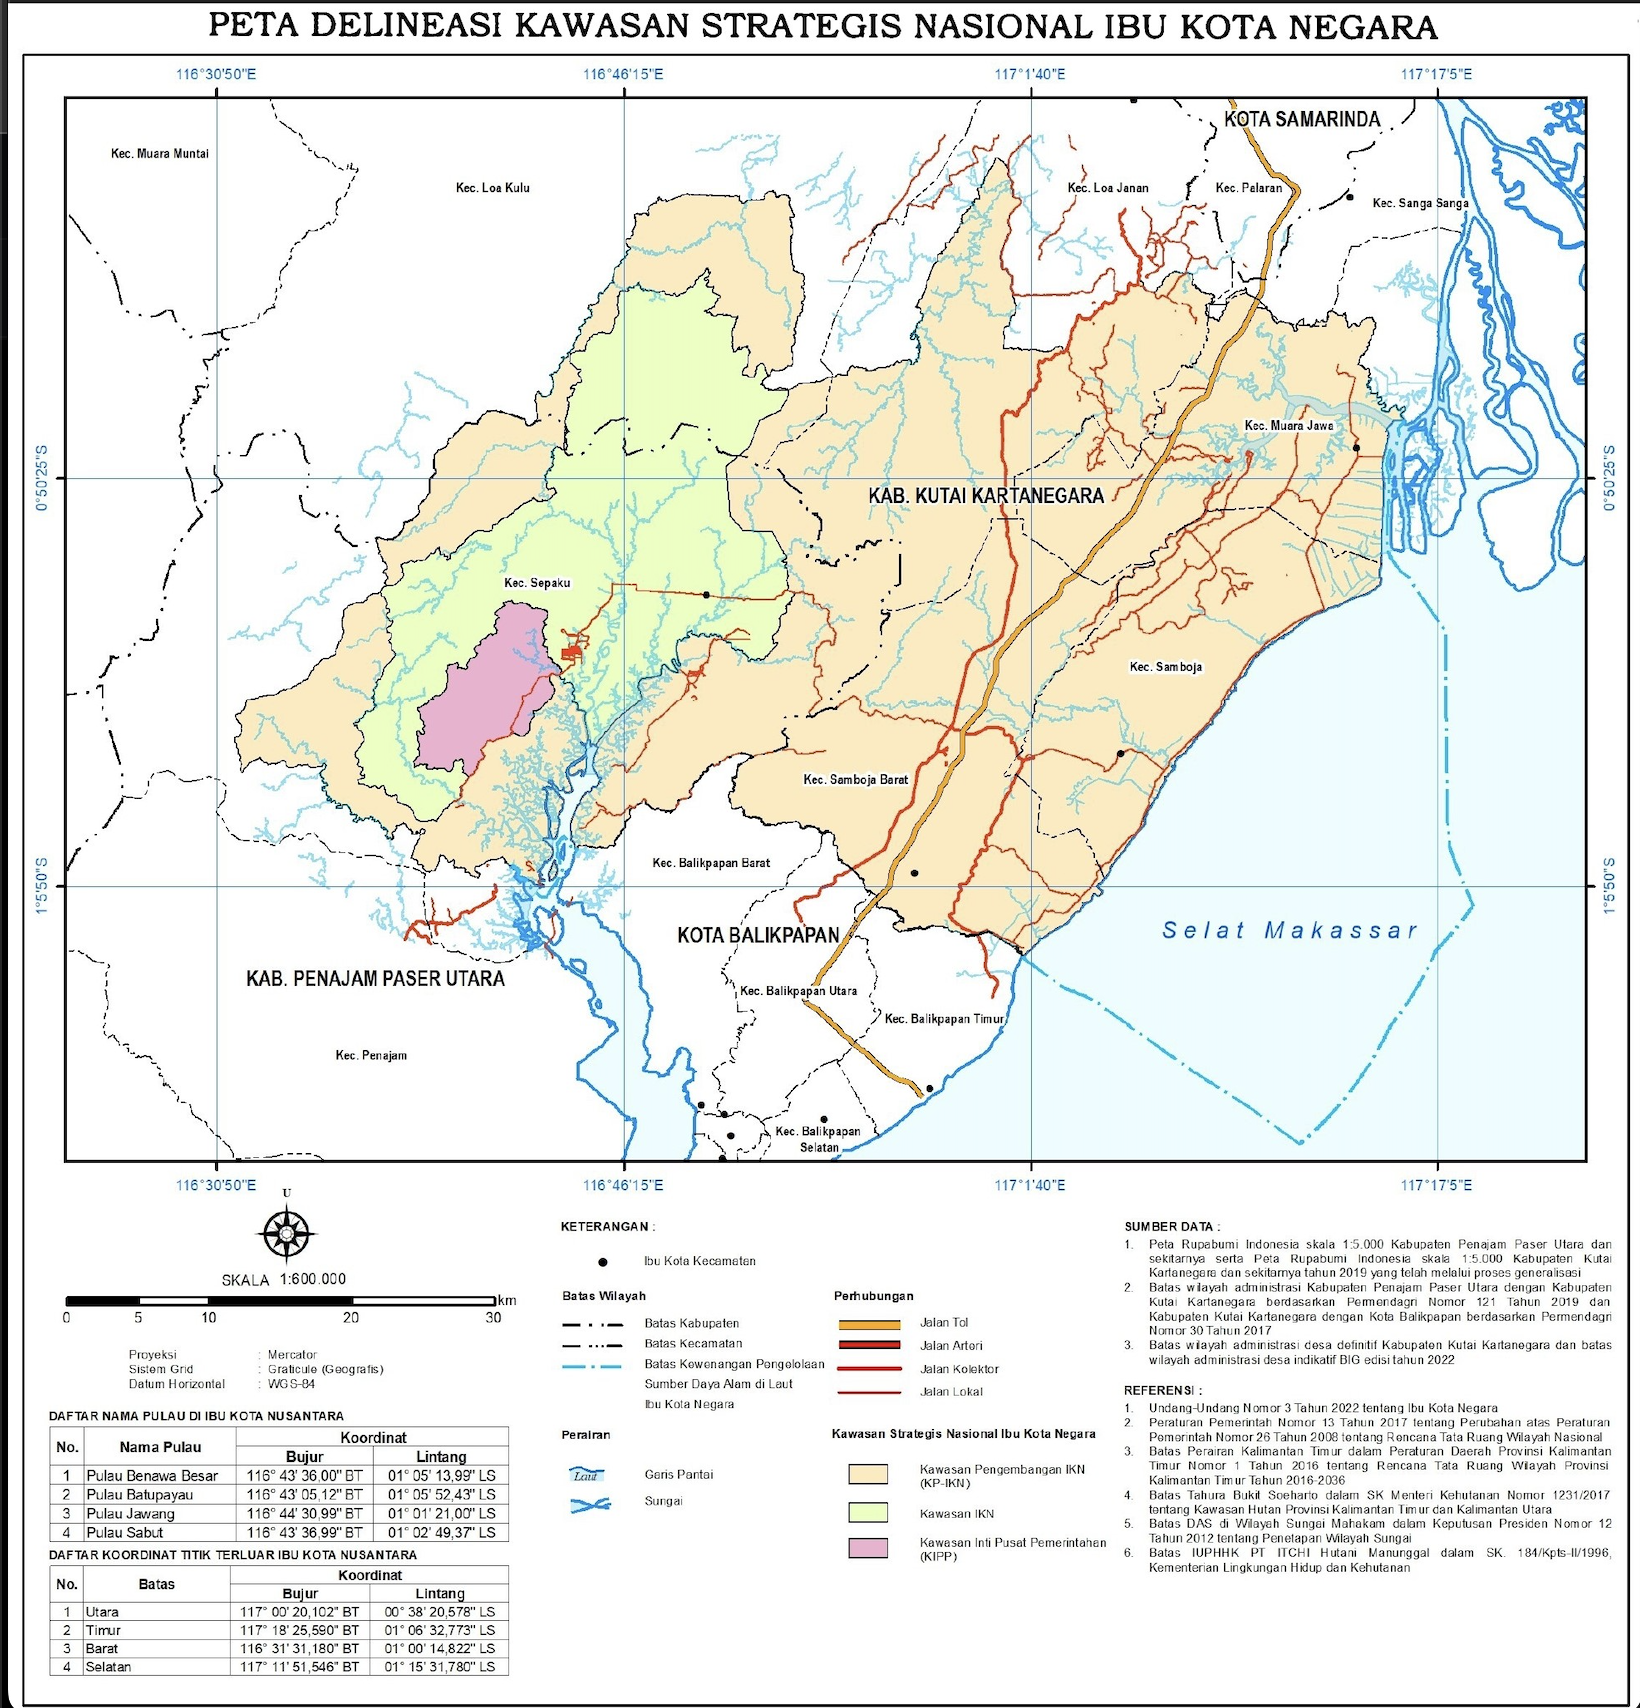 PETA DELINEASI KAWASAN STRATEGIS NASIONAL IBU KOTA NEGARA
116°30'50"E 116°46'15"E 117°1'40"E 117°17'5"E
KOTA SAMARINDA
Kec. Muara Muntai
Kec. Loa Kulu
Kec. Loa Janan
Kec. Palaran
Kec. Sanga Sanga
Kec. Muara Jawa
0°50'25"S
0°50'25"S
KAB. KUTAI KARTANEGARA
Kec. Sepaku
Kec. Samboja
Kec. Samboja Barat
Kec. Balikpapan Barat
1°5'50"S
1°5'50"S
Selat Makassar
KOTA BALIKPAPAN
KAB. PENAJAM PASER UTARA
Kec. Balikpapan Utara
Kec. Balikpapan Timur
Kec. Penajam
Kec. Balikpapan
Selatan
116°30'50"E 116°46'15"E 117°1'40"E 117°17'5"E
U
SKALA 1:600.000
km
0 5 10 20 30
Proyeksi : Mercator
Sistem Grid : Graticule (Geografis)
Datum Horizontal : WGS-84
DAFTAR NAMA PULAU DI IBU KOTA NUSANTARA
No. Nama Pulau Koordinat
Bujur Lintang
1 Pulau Benawa Besar 116° 43' 36,00" BT 01° 05' 13,99" LS
2 Pulau Batupayau 116° 43' 05,12" BT 01° 05' 52,43" LS
3 Pulau Jawang 116° 44' 30,99" BT 01° 01' 21,00" LS
4 Pulau Sabut 116° 43' 36,99" BT 01° 02' 49,37" LS
DAFTAR KOORDINAT TITIK TERLUAR IBU KOTA NUSANTARA
No. Batas Koordinat
Bujur Lintang
1 Utara 117° 00' 20,102" BT 00° 38' 20,578" LS
2 Timur 117° 18' 25,590" BT 01° 06' 32,773" LS
3 Barat 116° 31' 31,180" BT 01° 00' 14,822" LS
4 Selatan 117° 11' 51,546" BT 01° 15' 31,780" LS
KETERANGAN :
Ibu Kota Kecamatan
Batas Wilayah
Batas Kabupaten
Batas Kecamatan
Batas Kewenangan Pengelolaan
Sumber Daya Alam di Laut
Ibu Kota Negara
Perhubungan
Jalan Tol
Jalan Arteri
Jalan Kolektor
Jalan Lokal
Perairan
Laut
Garis Pantai
Sungai
Kawasan Strategis Nasional Ibu Kota Negara
Kawasan Pengembangan IKN
(KP-IKN)
Kawasan IKN
Kawasan Inti Pusat Pemerintahan
(KIPP)
SUMBER DATA :
1. Peta Rupabumi Indonesia skala 1:5.000 Kabupaten Penajam Paser Utara dan
sekitarnya serta Peta Rupabumi Indonesia skala 1:5.000 Kabupaten Kutai
Kartanegara dan sekitarnya tahun 2019 yang telah melalui proses generalisasi
2. Batas wilayah administrasi Kabupaten Penajam Paser Utara dengan Kabupaten
Kutai Kartanegara berdasarkan Permendagri Nomor 121 Tahun 2019 dan
Kabupaten Kutai Kartanegara dengan Kota Balikpapan berdasarkan Permendagri
Nomor 30 Tahun 2017
3. Batas wilayah administrasi desa definitif Kabupaten Kutai Kartanegara dan batas
wilayah administrasi desa indikatif BIG edisi tahun 2022
REFERENSI :
1. Undang-Undang Nomor 3 Tahun 2022 tentang Ibu Kota Negara
2. Peraturan Pemerintah Nomor 13 Tahun 2017 tentang Perubahan atas Peraturan
Pemerintah Nomor 26 Tahun 2008 tentang Rencana Tata Ruang Wilayah Nasional
3. Batas Perairan Kalimantan Timur dalam Peraturan Daerah Provinsi Kalimantan
Timur Nomor 1 Tahun 2016 tentang Rencana Tata Ruang Wilayah Provinsi
Kalimantan Timur Tahun 2016-2036
4. Batas Tahura Bukit Soeharto dalam SK Menteri Kehutanan Nomor 1231/2017
tentang Kawasan Hutan Provinsi Kalimantan Timur dan Kalimantan Utara
5. Batas DAS di Wilayah Sungai Mahakam dalam Keputusan Presiden Nomor 12
Tahun 2012 tentang Penetapan Wilayah Sungai
6. Batas IUPHHK PT ITCHI Hutani Manunggal dalam SK. 184/Kpts-II/1996,
Kementerian Lingkungan Hidup dan Kehutanan